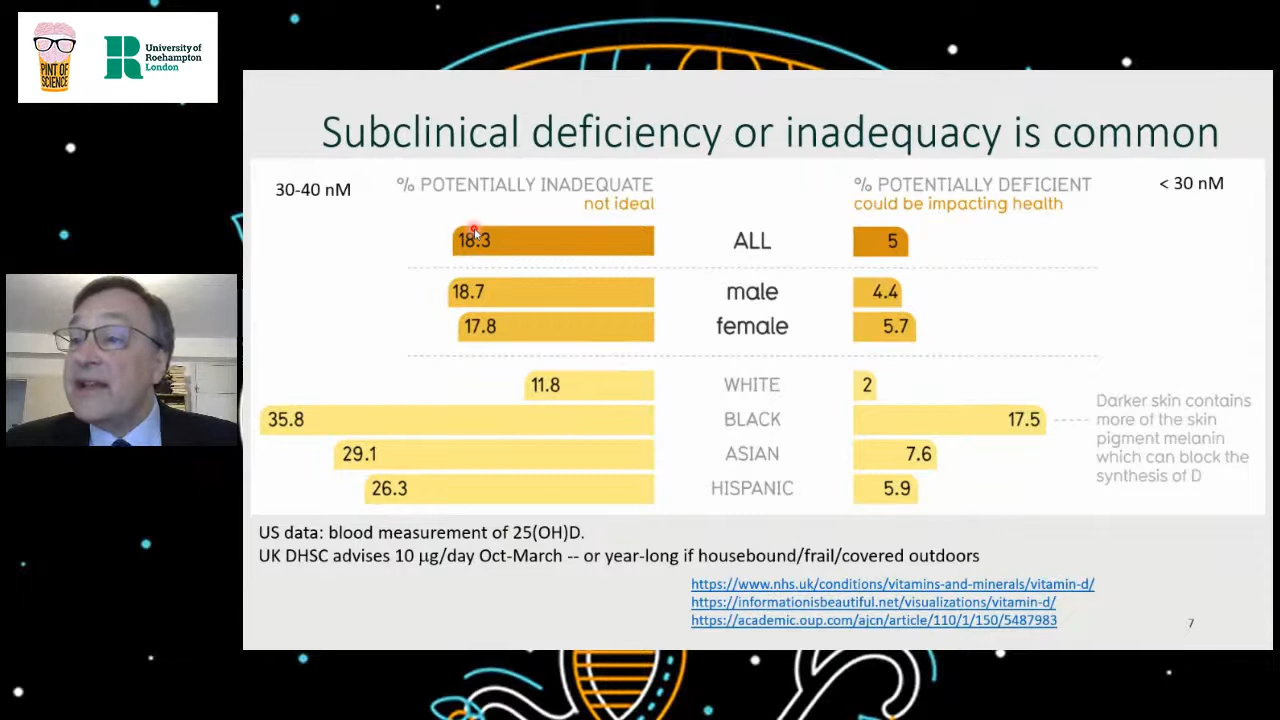 PINT OF
SCIENCE
University of
Roehampton
London
Subclinical deficiency or inadequacy is common
30-40 nM
% POTENTIALLY INADEQUATE
not ideal
% POTENTIALLY DEFICIENT
could be impacting health
< 30 nM
18.3 ALL 5
18.7 male 4.4
17.8 female 5.7
11.8 WHITE 2
35.8 BLACK 17.5
29.1 ASIAN 7.6
26.3 HISPANIC 5.9
Darker skin contains
more of the skin
pigment melanin
which can block the
synthesis of D
US data: blood measurement of 25(OH)D.
UK DHSC advises 10 µg/day Oct-March -- or year-long if housebound/frail/covered outdoors
https://www.nhs.uk/conditions/vitamins-and-minerals/vitamin-d/
https://informationisbeautiful.net/visualizations/vitamin-d/
https://academic.oup.com/ajcn/article/110/1/150/5487983
7